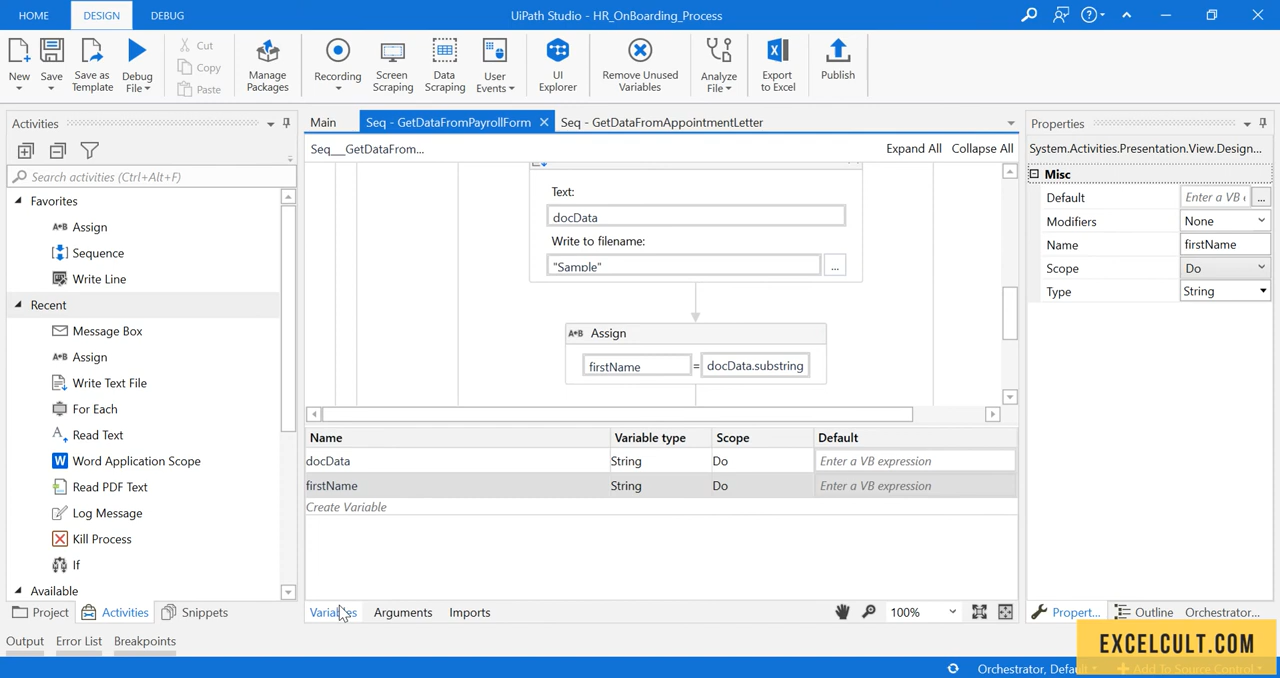 HOME DESIGN DEBUG UiPath Studio - HR_OnBoarding_Process
New Save Save as Template Debug File Cut Copy Paste Manage Packages Recording Screen Scraping Data Scraping User Events UI Explorer Remove Unused Variables Analyze File Export to Excel Publish
Activities
Search activities (Ctrl+Alt+F)
Favorites
Assign
Sequence
Write Line
Recent
Message Box
Assign
Write Text File
For Each
Read Text
Word Application Scope
Read PDF Text
Log Message
Kill Process
If
Available
Project Activities Snippets
Main Seq - GetDataFromPayrollForm Seq - GetDataFromAppointmentLetter
Seq__GetDataFrom... Expand All Collapse All
Text:
docData
Write to filename:
"Sample" ...
A*B Assign
firstName = docData.substring
Name Variable type Scope Default
docData String Do Enter a VB expression
firstName String Do Enter a VB expression
Create Variable
Variables Arguments Imports 100%
Properties
System.Activities.Presentation.View.Design...
Misc
Default Enter a VB ...
Modifiers None
Name firstName
Scope Do
Type String
Propert... Outline Orchestrator...
Output Error List Breakpoints
EXCELCULT.COM
Orchestrator, Default Add To Source Control